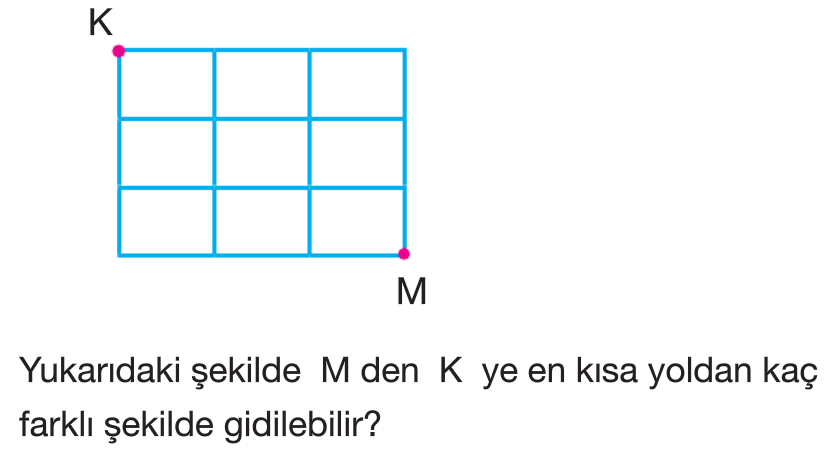 K
M
Yukarıdaki şekilde M den K ye en kısa yoldan kaç
farklı şekilde gidilebilir?